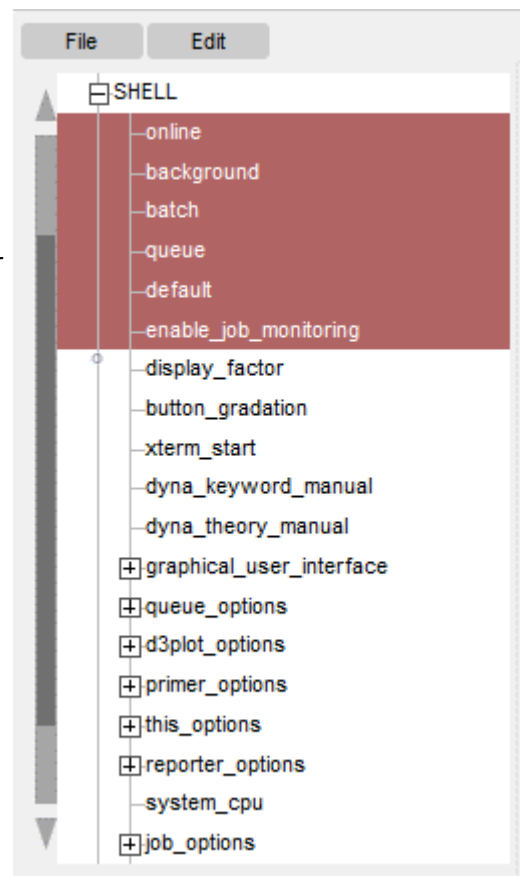 File Edit
SHELL
online
background
batch
queue
default
enable_job_monitoring
display_factor
button_gradation
xterm_start
dyna_keyword_manual
dyna_theory_manual
graphical_user_interface
queue_options
d3plot_options
primer_options
this_options
reporter_options
system_cpu
job_options